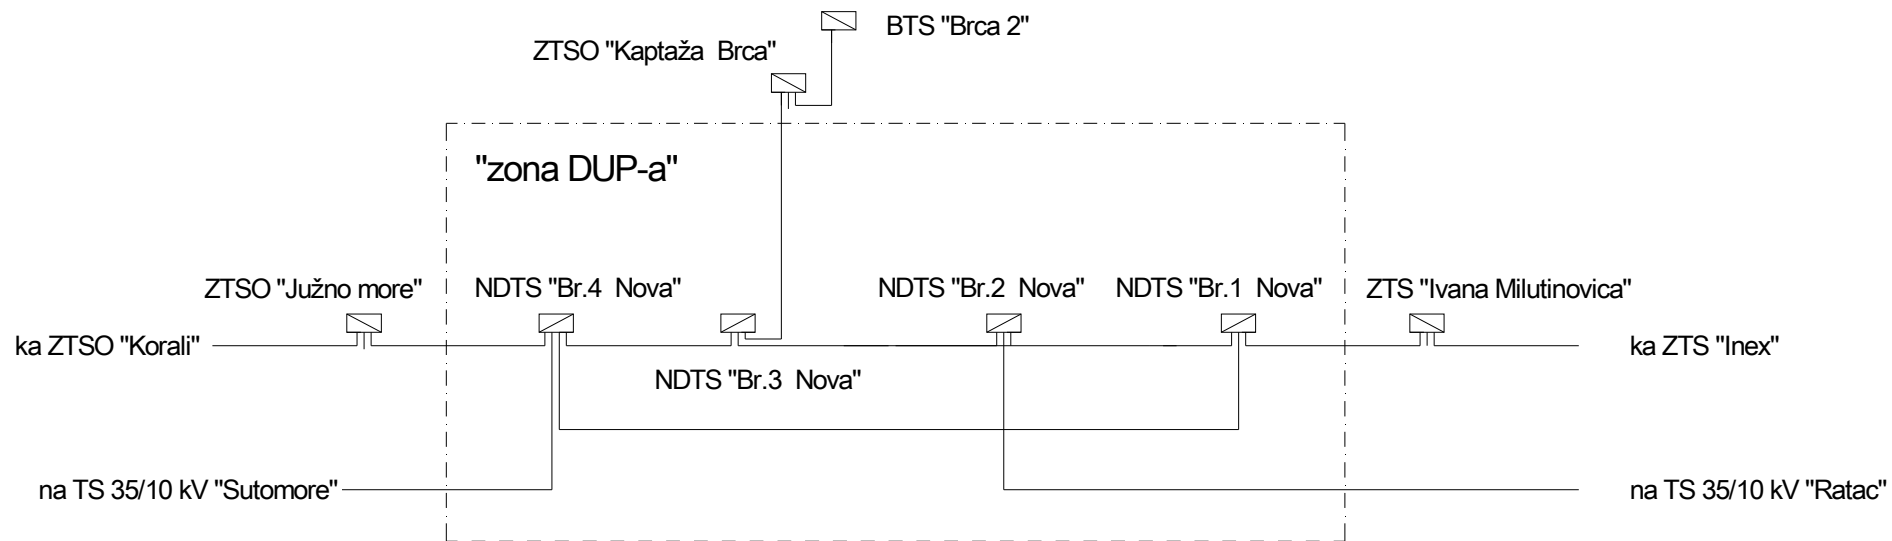 BTS "Brca 2"
ZTSO "Kaptaža Brca"
"zona DUP-a"
ZTSO "Južno more"
NDTS "Br.4 Nova"
NDTS "Br.2 Nova"
NDTS "Br.1 Nova"
ZTS "Ivana Milutinovica"
ka ZTSO "Korali"
ka ZTS "Inex"
NDTS "Br.3 Nova"
na TS 35/10 kV "Sutomore"
na TS 35/10 kV "Ratac"